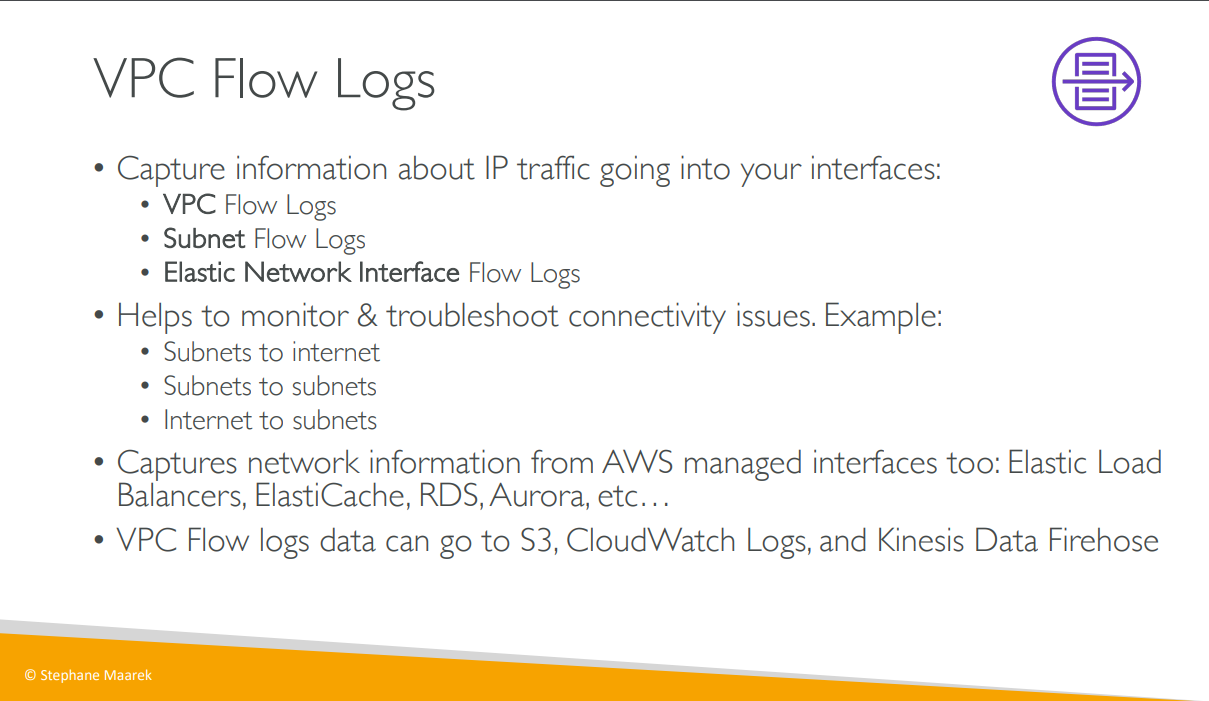 VPC Flow Logs
• Capture information about IP traffic going into your interfaces:
• VPC Flow Logs
• Subnet Flow Logs
• Elastic Network Interface Flow Logs
• Helps to monitor & troubleshoot connectivity issues. Example:
• Subnets to internet
• Subnets to subnets
• Internet to subnets
• Captures network information from AWS managed interfaces too: Elastic Load
Balancers, ElastiCache, RDS, Aurora, etc…
• VPC Flow logs data can go to S3, CloudWatch Logs, and Kinesis Data Firehose
© Stephane Maarek